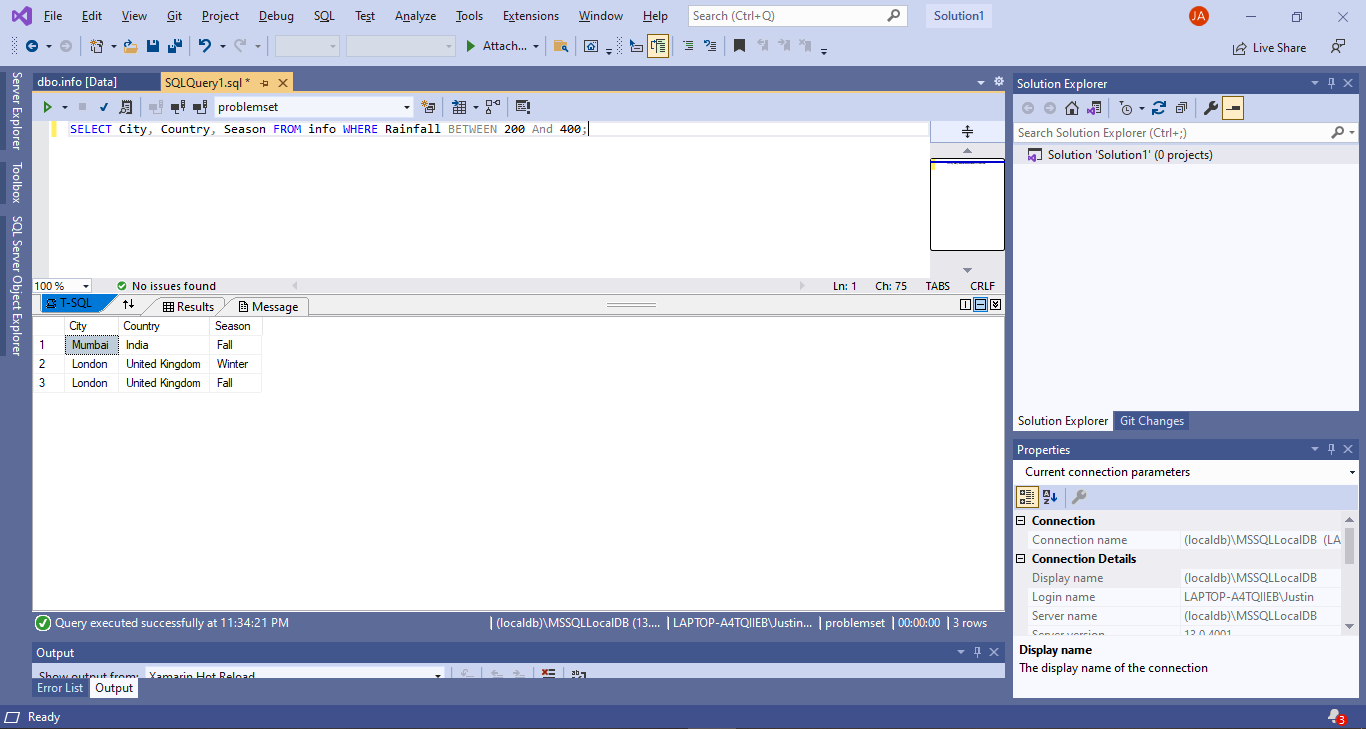 File Edit View Git Project Debug SQL Test Analyze Tools Extensions Window Help Search (Ctrl+Q) Solution1 JA
Attach... Live Share
Server Explorer
Toolbox
SQL Server Object Explorer
dbo.info [Data] SQLQuery1.sql *
problemset
SELECT City, Country, Season FROM info WHERE Rainfall BETWEEN 200 And 400;
100 % No issues found Ln: 1 Ch: 75 TABS CRLF
T-SQL Results Message
City Country Season
1 Mumbai India Fall
2 London United Kingdom Winter
3 London United Kingdom Fall
Query executed successfully at 11:34:21 PM (localdb)\MSSQLLocalDB (13.... LAPTOP-A4TQIIEB\Justin... problemset 00:00:00 3 rows
Output
Show output from: Xamarin Hot Reload
Error List Output
Solution Explorer
Search Solution Explorer (Ctrl+;)
Solution 'Solution1' (0 projects)
Solution Explorer Git Changes
Properties
Current connection parameters
Connection
Connection name (localdb)\MSSQLLocalDB (LA
Connection Details
Display name (localdb)\MSSQLLocalDB
Login name LAPTOP-A4TQIIEB\Justin
Server name (localdb)\MSSQLLocalDB
Server version 13.0.4001
Display name
The display name of the connection
Ready 3